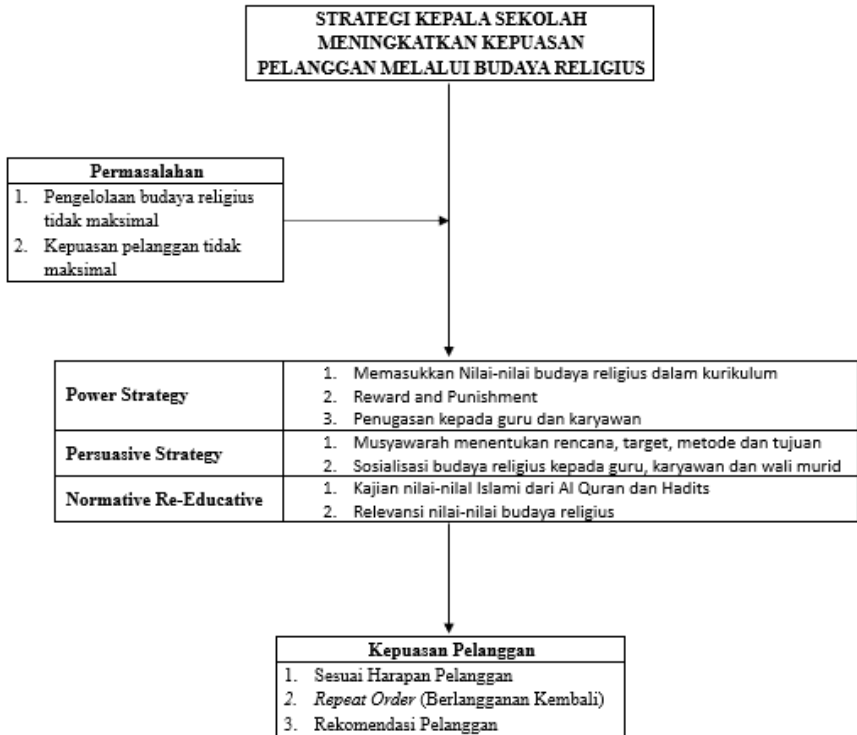 STRATEGI KEPALA SEKOLAH
MENINGKATKAN KEPUASAN
PELANGGAN MELALUI BUDAYA RELIGIUS
Permasalahan
1. Pengelolaan budaya religius
tidak maksimal
2. Kepuasan pelanggan tidak
maksimal
Power Strategy
1. Memasukkan Nilai-nilai budaya religius dalam kurikulum
2. Reward and Punishment
3. Penugasan kepada guru dan karyawan
Persuasive Strategy
1. Musyawarah menentukan rencana, target, metode dan tujuan
2. Sosialisasi budaya religius kepada guru, karyawan dan wali murid
Normative Re-Educative
1. Kajian nilai-nilal Islami dari Al Quran dan Hadits
2. Relevansi nilai-nilai budaya religius
Kepuasan Pelanggan
1. Sesuai Harapan Pelanggan
2. Repeat Order (Berlangganan Kembali)
3. Rekomendasi Pelanggan